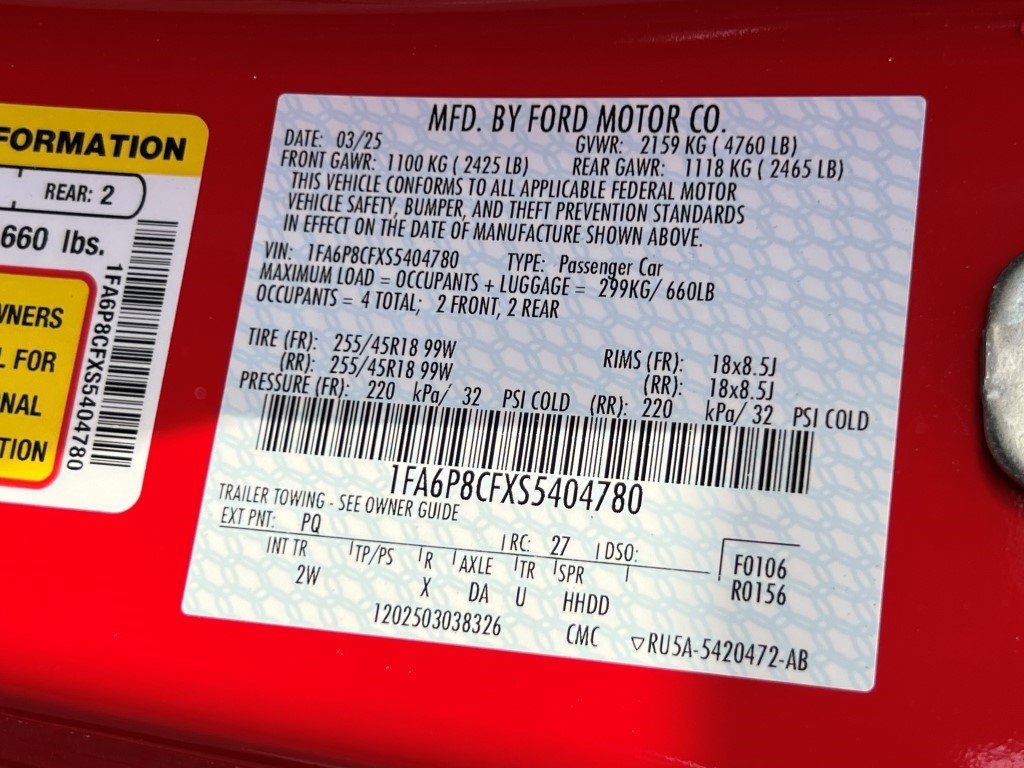 FORMATION
REAR: 2
660 lbs.
1FA6P8CFXS5404780
WNERS
L FOR
NAL
TION
MFD. BY FORD MOTOR CO.
DATE: 03/25 GVWR: 2159 KG ( 4760 LB)
FRONT GAWR: 1100 KG ( 2425 LB) REAR GAWR: 1118 KG ( 2465 LB)
THIS VEHICLE CONFORMS TO ALL APPLICABLE FEDERAL MOTOR
VEHICLE SAFETY, BUMPER, AND THEFT PREVENTION STANDARDS
IN EFFECT ON THE DATE OF MANUFACTURE SHOWN ABOVE.
VIN: 1FA6P8CFXS5404780 TYPE: Passenger Car
MAXIMUM LOAD = OCCUPANTS + LUGGAGE = 299KG/ 660LB
OCCUPANTS = 4 TOTAL; 2 FRONT, 2 REAR
TIRE (FR): 255/45R18 99W RIMS (FR): 18x8.5J
(RR): 255/45R18 99W (RR): 18x8.5J
PRESSURE (FR): 220 kPa/ 32 PSI COLD (RR): 220 kPa/ 32 PSI COLD
1FA6P8CFXS5404780
TRAILER TOWING - SEE OWNER GUIDE
EXT PNT: PQ RC: 27 DSO:
INT TR TP/PS R AXLE TR SPR F0106
2W X DA U HHDD R0156
1202503038326 CMC ▽RU5A-5420472-AB